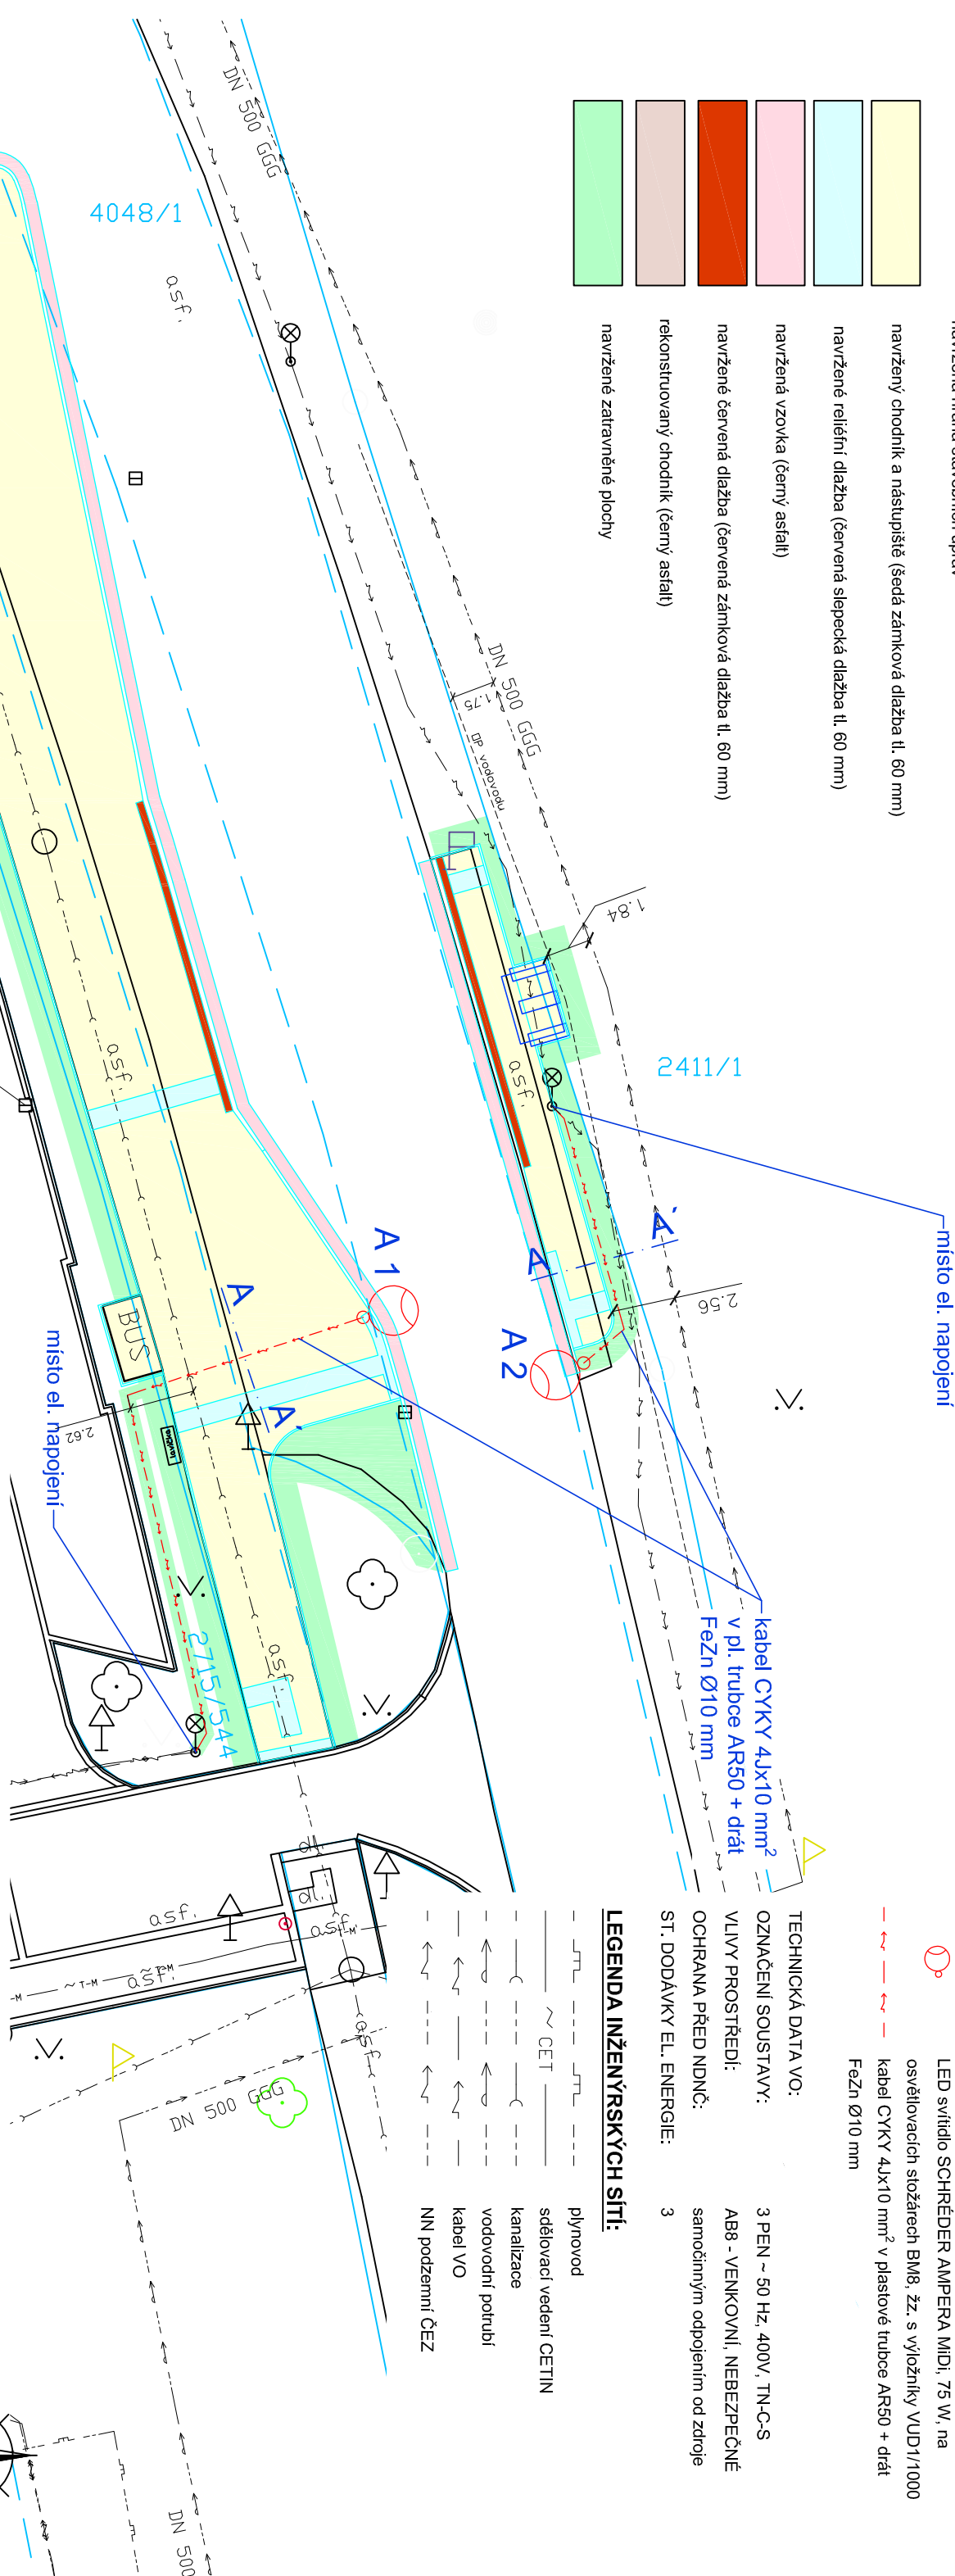 navržený chodník a nástupiště (šedá zámková dlažba tl. 60 mm)
navržené reliéfní dlažba (červená slepecká dlažba tl. 60 mm)
navržená vzovka (černý asfalt)
navržené červená dlažba (červená zámková dlažba tl. 60 mm)
rekonstruovaný chodník (černý asfalt)
navržené zatravněné plochy
LED svítidlo SCHRÉDER AMPERA MiDi, 75 W, na
osvětlovacích stožárech BM8, žz. s výložníky VUD1/1000
kabel CYKY 4Jx10 mm² v plastové trubce AR50 + drát
FeZn Ø10 mm
TECHNICKÁ DATA VO:
OZNAČENÍ SOUSTAVY: 3 PEN ~ 50 Hz, 400V, TN-C-S
VLIVY PROSTŘEDÍ: AB8 - VENKOVNÍ, NEBEZPEČNÉ
OCHRANA PŘED NDNČ: samočinným odpojením od zdroje
ST. DODÁVKY EL. ENERGIE: 3
LEGENDA INŽENÝRSKÝCH SÍTÍ:
plynovod
CET
sdělovací vedení CETIN
kanalizace
vodovodní potrubí
kabel VO
NN podzemní ČEZ
místo el. napojení
kabel CYKY 4Jx10 mm²
v pl. trubce AR50 + drát
FeZn Ø10 mm
místo el. napojení
DN 500 GGG
4048/1
asf.
DN 500 GGG
1.75
OP vodovodu
1.84
2411/1
asf.
A'
A
2.56
A 1
A 2
asf.
A
A'
BUS
lavička
2.62
2715/544
asf.
dl.
dl.
asf.
asf.
asf.
T-M
T-M
asf.
DN 500 GGG
DN 500